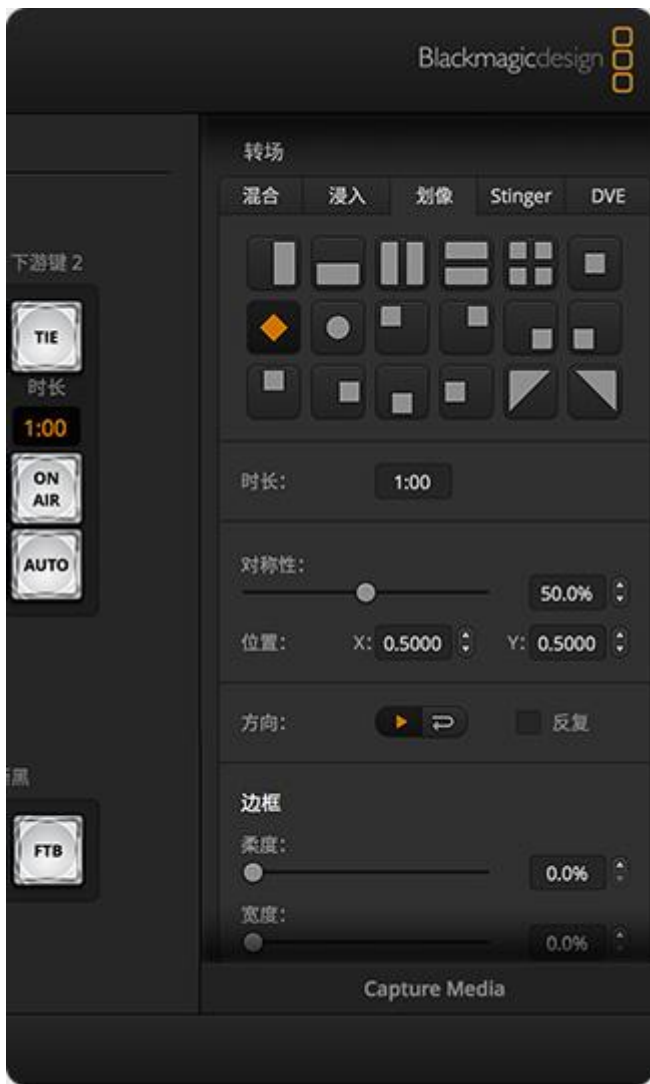 Blackmagicdesign
转场
混合 浸入 划像 Stinger DVE
下游键 2
TIE
时长
1:00
ON
AIR
AUTO
时长: 1:00
对称性:
50.0%
位置: X: 0.5000 Y: 0.5000
方向: 反复
黑
FTB
边框
柔度:
0.0%
宽度:
0.0%
Capture Media